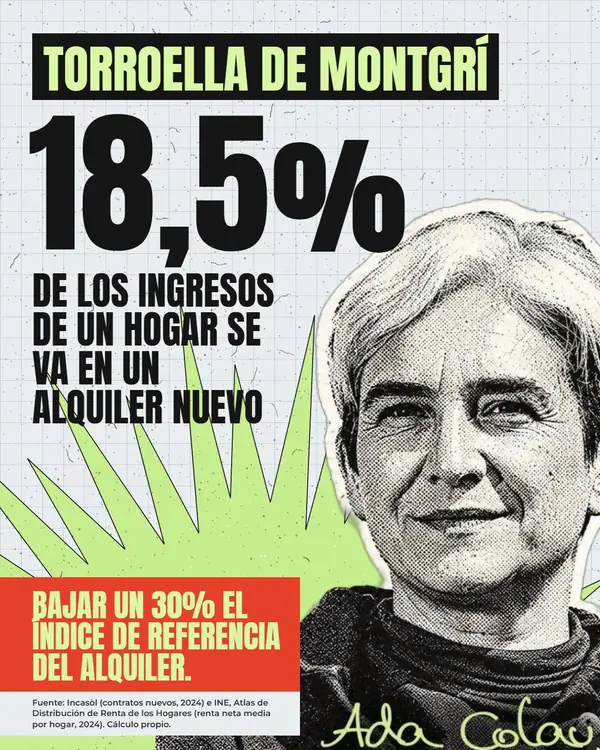 TORROELLA DE MONTGRÍ
18,5%
DE LOS INGRESOS
DE UN HOGAR SE
VA EN UN
ALQUILER NUEVO
BAJAR UN 30% EL
ÍNDICE DE REFERENCIA
DEL ALQUILER.
Fuente: Incasòl (contratos nuevos, 2024) e INE, Atlas de
Distribución de Renta de los Hogares (renta neta media
por hogar, 2024). Cálculo propio.
Ada Colau